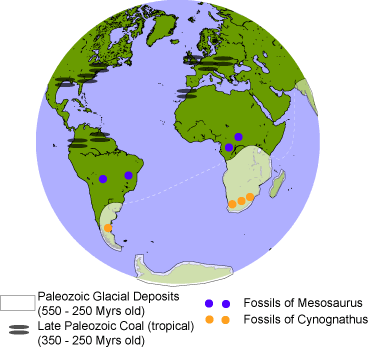 Paleozoic Glacial Deposits
(550 - 250 Myrs old)
Late Paleozoic Coal (tropical)
(350 - 250 Myrs old)
Fossils of Mesosaurus
Fossils of Cynognathus